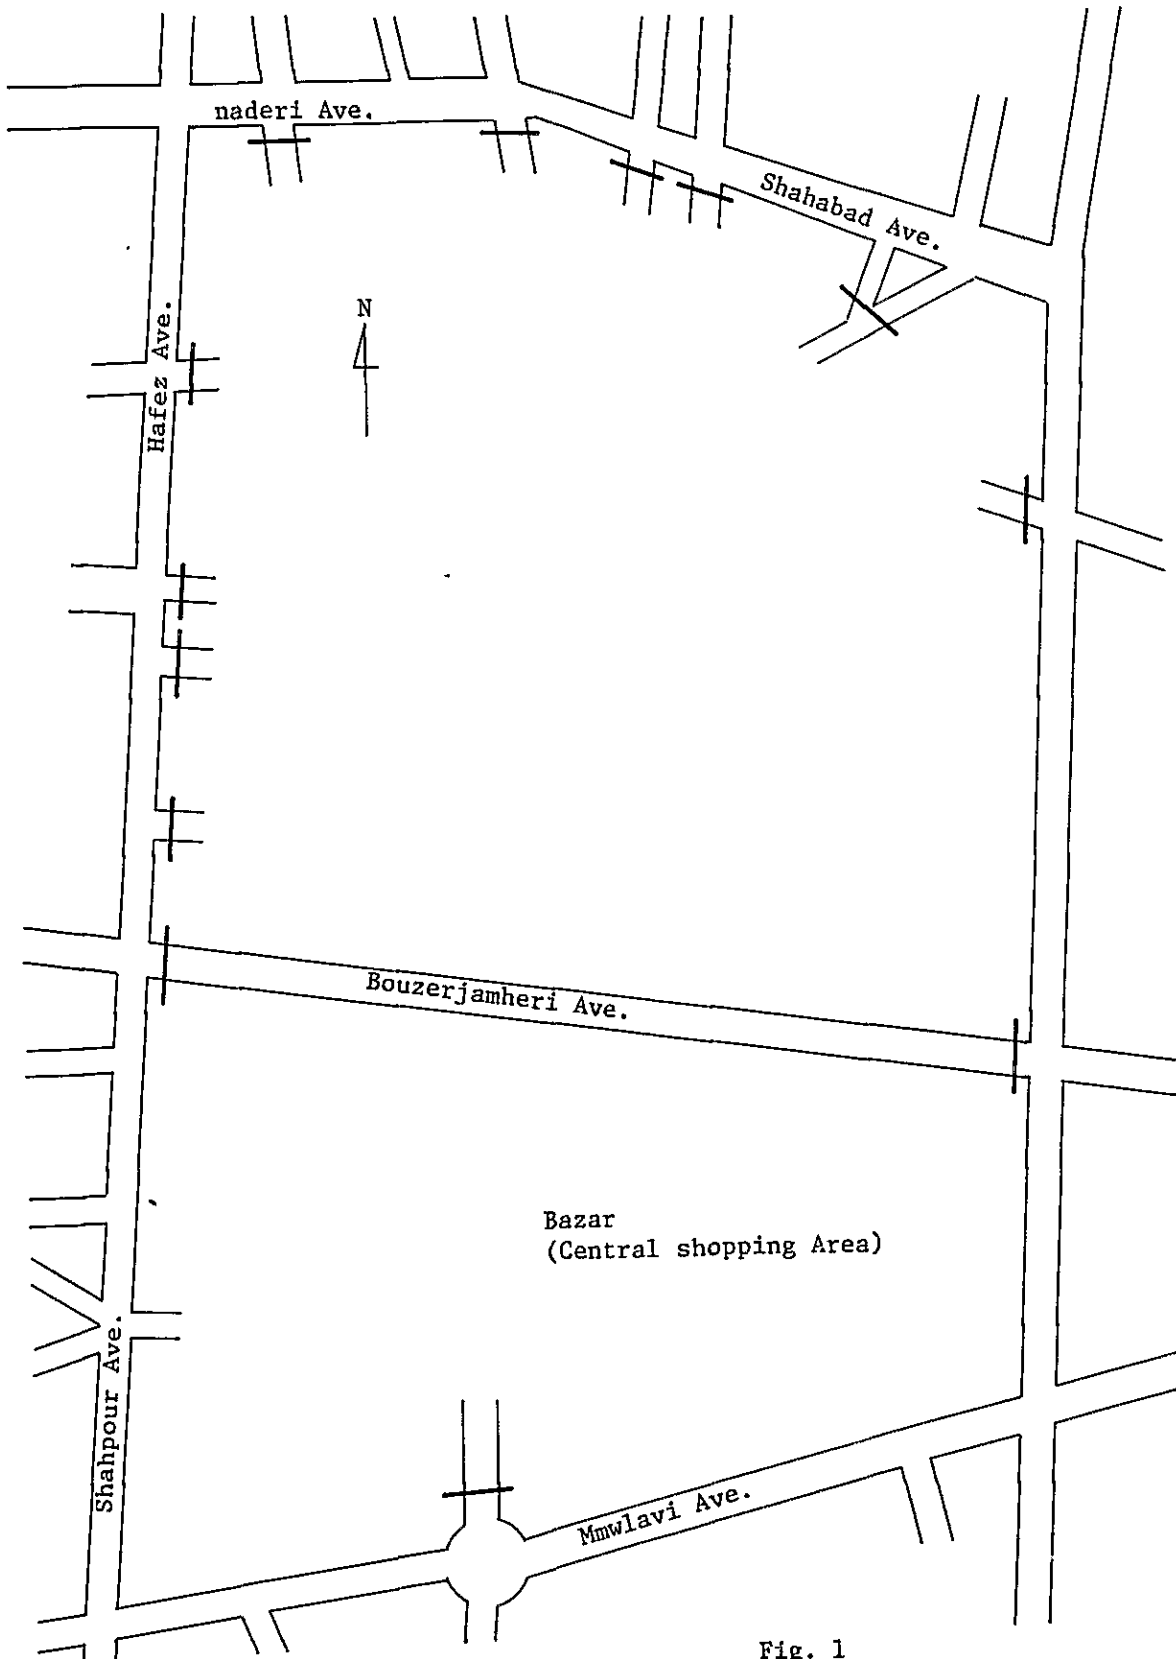 naderi Ave.
Shahabad Ave.
N
Hafez Ave.
Bouzerjamheri Ave.
Bazar
(Central shopping Area)
Shahpour Ave.
Mmwlavi Ave.
Fig. 1